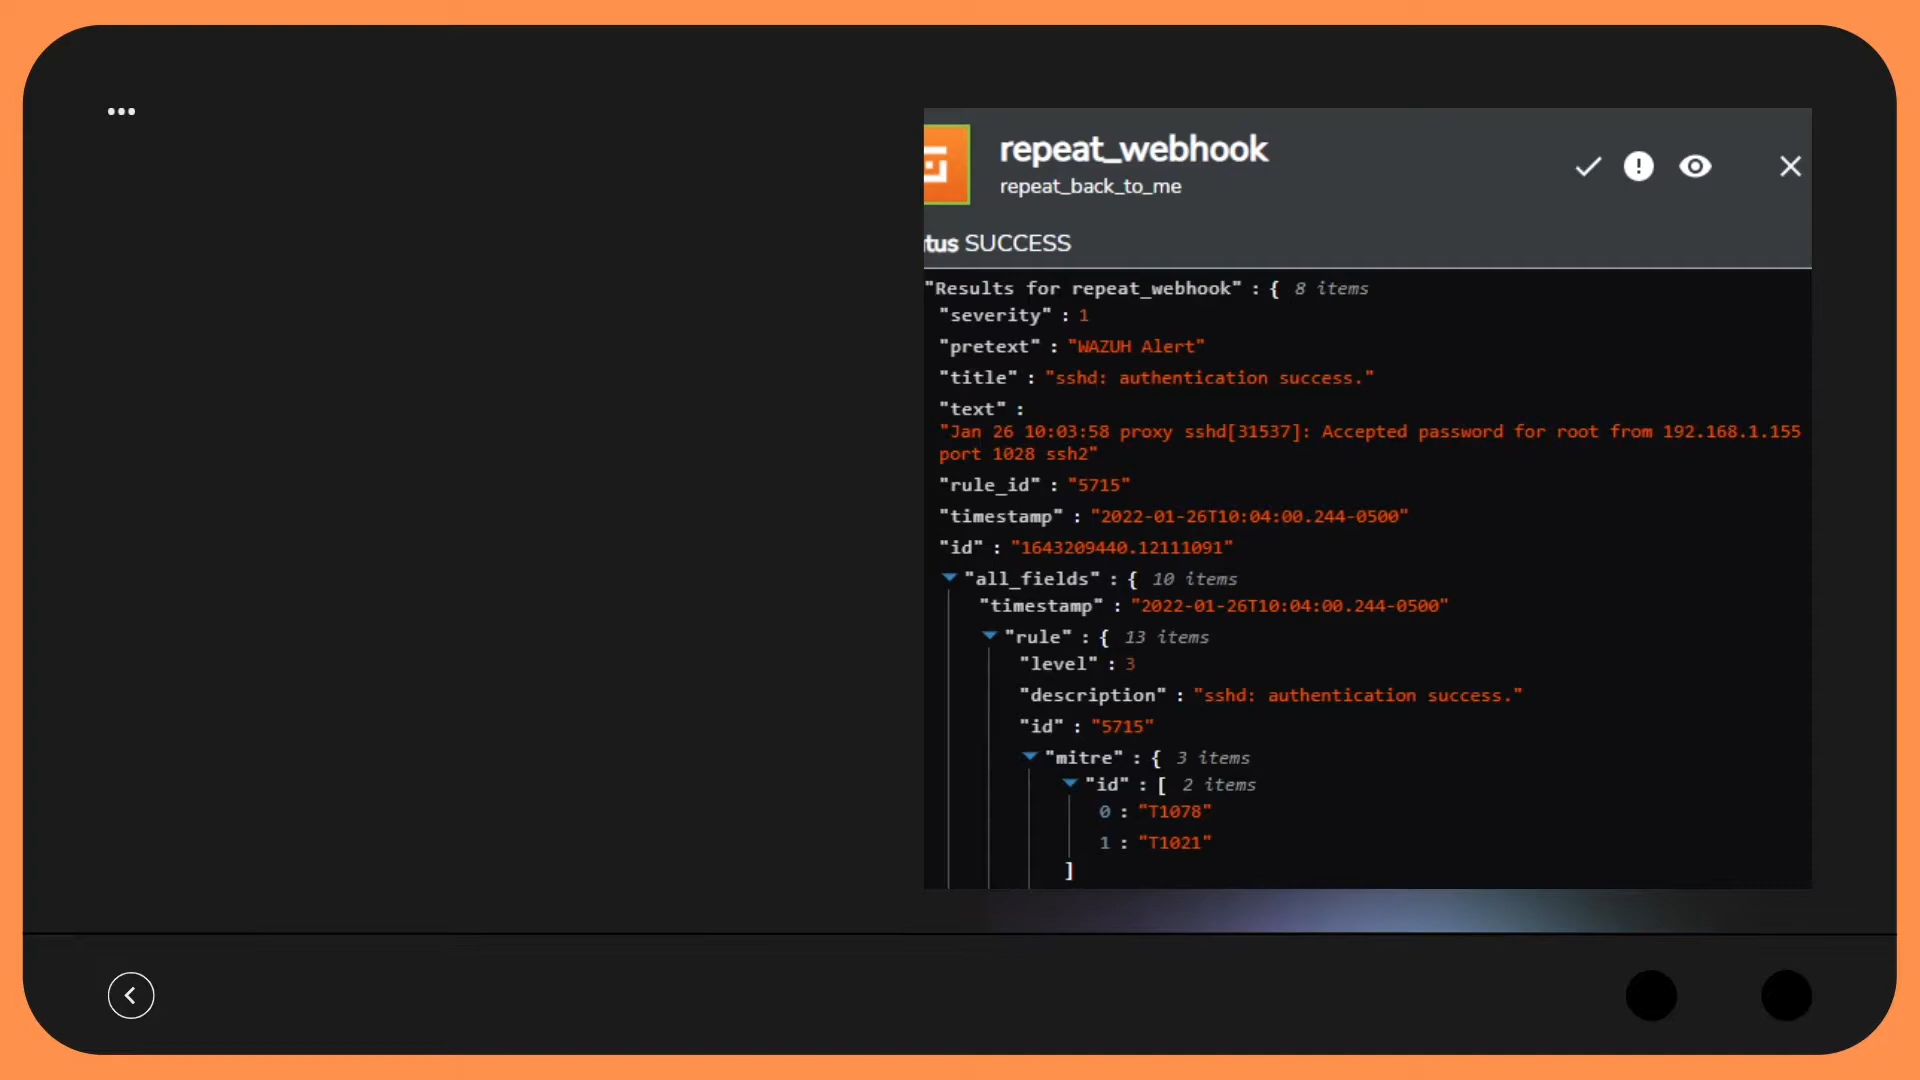 repeat_webhook
repeat_back_to_me
tus SUCCESS
"Results for repeat_webhook" : { 8 items
"severity" : 1
"pretext" : "WAZUH Alert"
"title" : "sshd: authentication success."
"text" :
"Jan 26 10:03:58 proxy sshd[31537]: Accepted password for root from 192.168.1.155
port 1028 ssh2"
"rule_id" : "5715"
"timestamp" : "2022-01-26T10:04:00.244-0500"
"id" : "1643209440.12111091"
"all_fields" : { 10 items
"timestamp" : "2022-01-26T10:04:00.244-0500"
"rule" : { 13 items
"level" : 3
"description" : "sshd: authentication success."
"id" : "5715"
"mitre" : { 3 items
"id" : [ 2 items
0 : "T1078"
1 : "T1021"
]